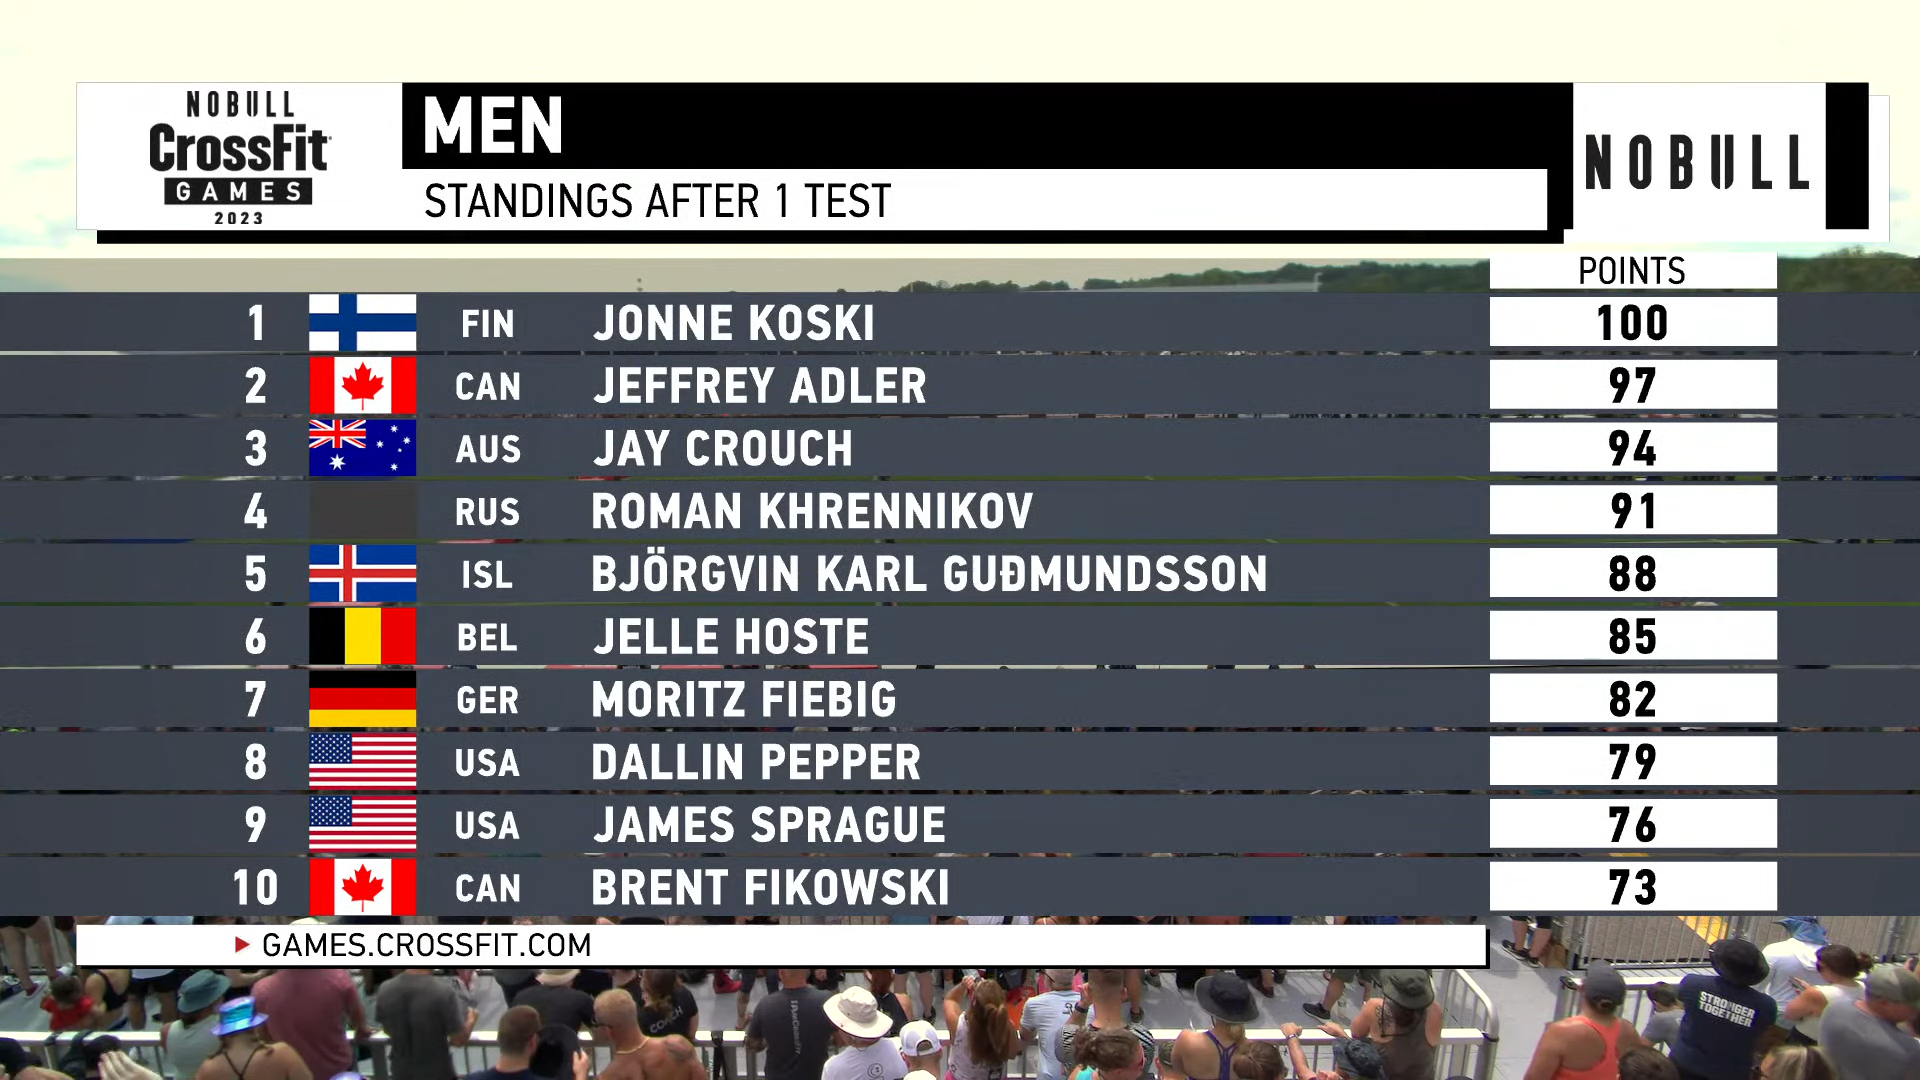 NOBULL
CrossFit
GAMES
2023
MEN
STANDINGS AFTER 1 TEST
NOBULL
POINTS
1 FIN JONNE KOSKI 100
2 CAN JEFFREY ADLER 97
3 AUS JAY CROUCH 94
4 RUS ROMAN KHRENNIKOV 91
5 ISL BJÖRGVIN KARL GUÐMUNDSSON 88
6 BEL JELLE HOSTE 85
7 GER MORITZ FIEBIG 82
8 USA DALLIN PEPPER 79
9 USA JAMES SPRAGUE 76
10 CAN BRENT FIKOWSKI 73
GAMES.CROSSFIT.COM
COACH
STRONGER
TOGETHER